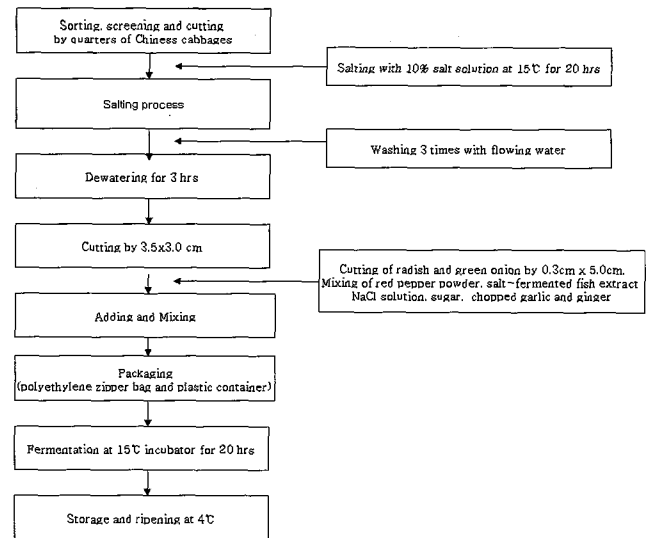 Sorting, screening and cutting
by quarters of Chinese cabbages
Salting with 10% salt solution at 15℃ for 20 hrs
Salting process
Washing 3 times with flowing water
Dewatering for 3 hrs
Cutting by 3.5x3.0 cm
Cutting of radish and green onion by 0.3cm x 5.0cm.
Mixing of red pepper powder, salt-fermented fish extract
NaCl solution, sugar, chopped garlic and ginger
Adding and Mixing
Packaging
(polyethylene zipper bag and plastic container)
Fermentation at 15℃ incubator for 20 hrs
Storage and ripening at 4℃